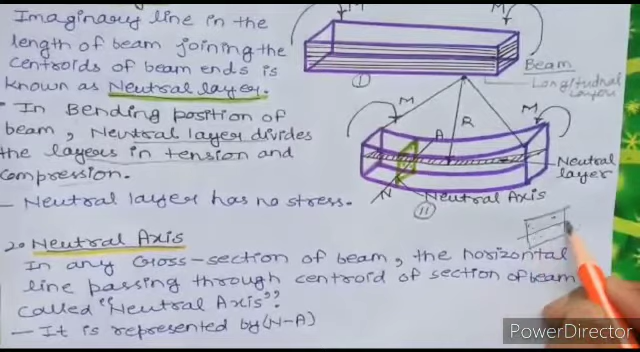 Imaginary line in the
length of beam joining the
centroids of beam ends is
known as Neutral layer.
In Bending position of
beam, Neutral layer divides
the layers in tension and
compression.
- Neutral layer has no stress.
2. Neutral Axis
In any Cross-section of beam, the horizontal
line passing through centroid of section of beam
called "Neutral Axis".
- It is represented by (N-A)
M
M
I
Beam
Longitudnal
layers
M
M
A
R
Neutral
layer
N
Neutral Axis
II
PowerDirector